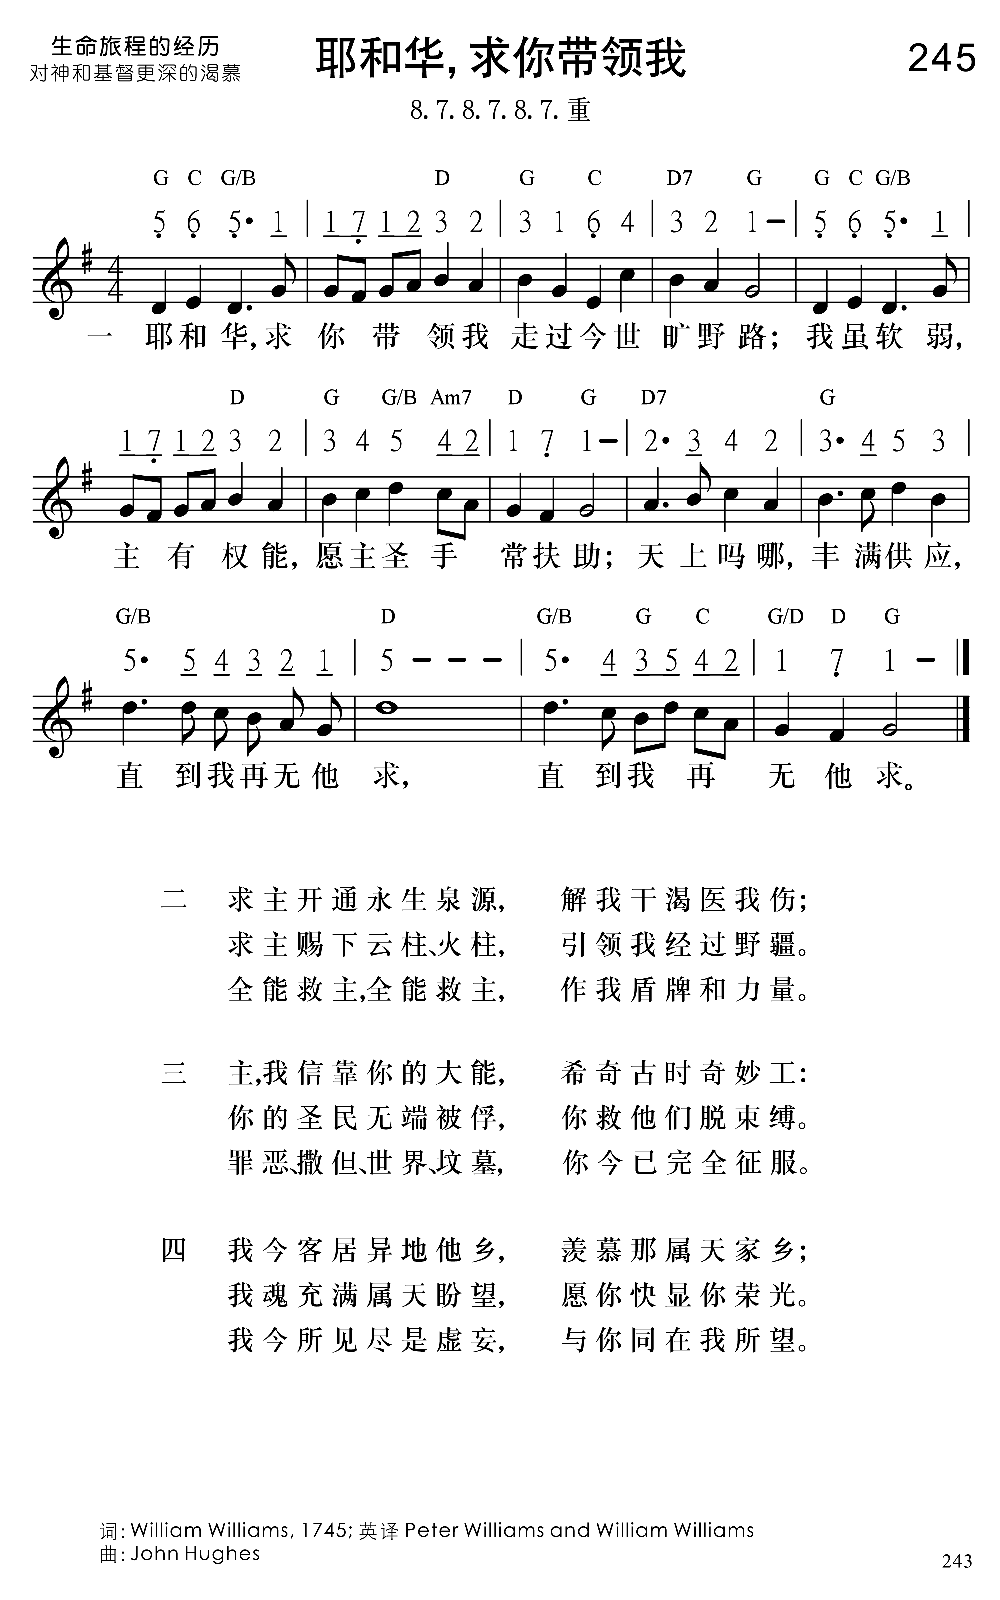 生命旅程的经历
对神和基督更深的渴慕
耶和华,求你带领我
245
8. 7. 8. 7. 8. 7. 重
G C G/B D G C D7 G G C G/B
5 6 5· 1 | 1 7 1 2 3 2 | 3 1 6 4 | 3 2 1 – | 5 6 5· 1 |
4
4
一 耶和华,求 你 带 领我 走过今世 旷野路; 我虽软 弱,
D G G/B Am7 D G D7 G
1 7 1 2 3 2 | 3 4 5 4 2 | 1 7 1 – | 2· 3 4 2 | 3· 4 5 3 |
主 有 权 能, 愿主圣 手 常扶 助; 天上吗哪, 丰 满供应,
G/B D G/B G C G/D D G
5· 5 4 3 2 1 | 5 – – – | 5· 4 3 5 4 2 | 1 7 1 –
直 到我再无他 求, 直 到我 再 无 他 求。
二 求主开通永生泉源, 解我干渴医我伤;
求主赐下云柱、火柱, 引领我经过野疆。
全能救主,全能救主, 作我盾牌和力量。
三 主,我信靠你的大能, 希奇古时奇妙工:
你的圣民无端被俘, 你救他们脱束缚。
罪恶、撒但、世界、坟墓, 你今已完全征服。
四 我今客居异地他乡, 羡慕那属天家乡;
我魂充满属天盼望, 愿你快显你荣光。
我今所见尽是虚妄, 与你同在我所望。
词: William Williams, 1745; 英译 Peter Williams and William Williams
曲: John Hughes
243